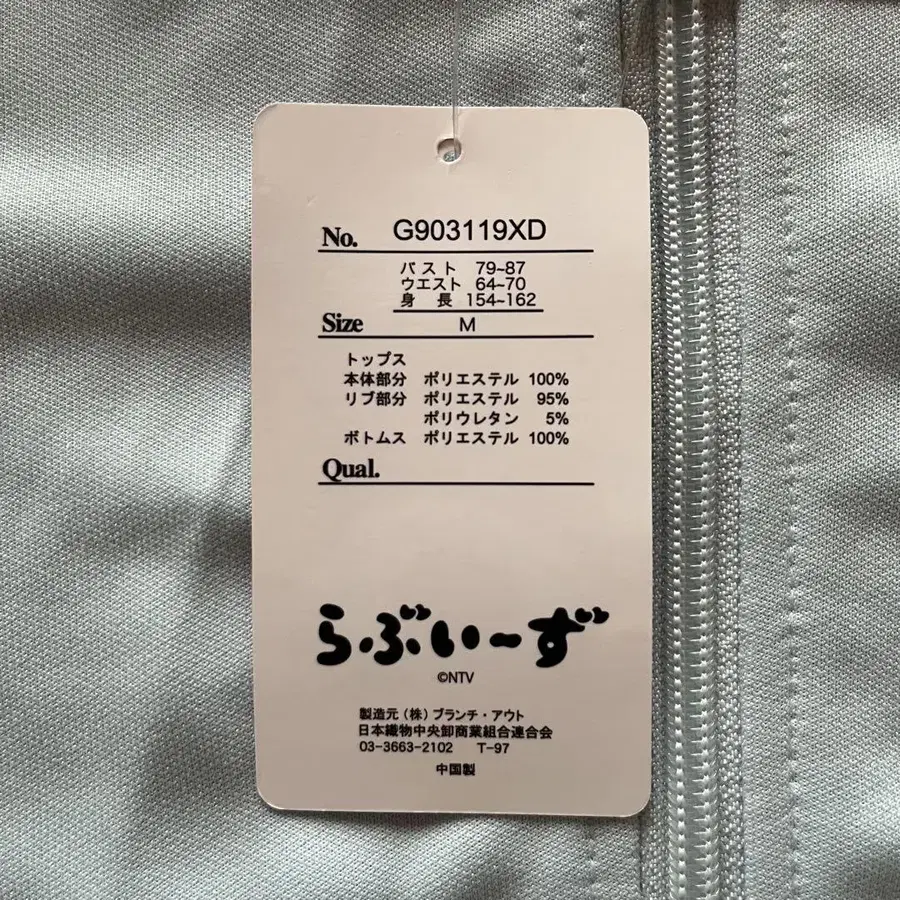 No. G903119XD
バスト 79~87
ウエスト 64~70
身 長 154~162
Size M
トップス
本体部分 ポリエステル 100%
リブ部分 ポリエステル 95%
ポリウレタン 5%
ボトムス ポリエステル 100%
Qual.
らぶい〜ず
©NTV
製造元（株）ブランチ・アウト
日本織物中央卸商業組合連合会
03-3663-2102 T-97
中国製